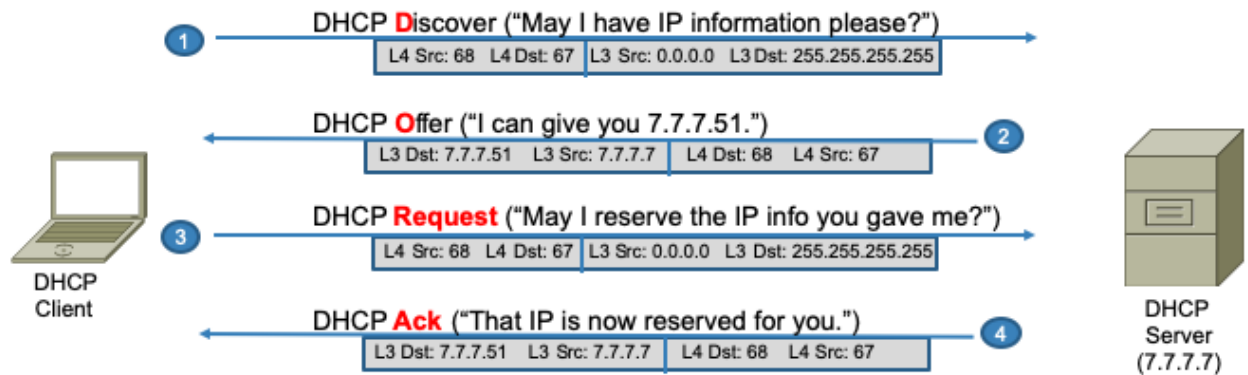 1
DHCP Discover (“May I have IP information please?”)
L4 Src: 68 L4 Dst: 67 L3 Src: 0.0.0.0 L3 Dst: 255.255.255.255
DHCP Offer (“I can give you 7.7.7.51.”)
2
L3 Dst: 7.7.7.51 L3 Src: 7.7.7.7 L4 Dst: 68 L4 Src: 67
DHCP Request (“May I reserve the IP info you gave me?”)
3
L4 Src: 68 L4 Dst: 67 L3 Src: 0.0.0.0 L3 Dst: 255.255.255.255
DHCP
Client
DHCP Ack (“That IP is now reserved for you.”)
4
L3 Dst: 7.7.7.51 L3 Src: 7.7.7.7 L4 Dst: 68 L4 Src: 67
DHCP
Server
(7.7.7.7)